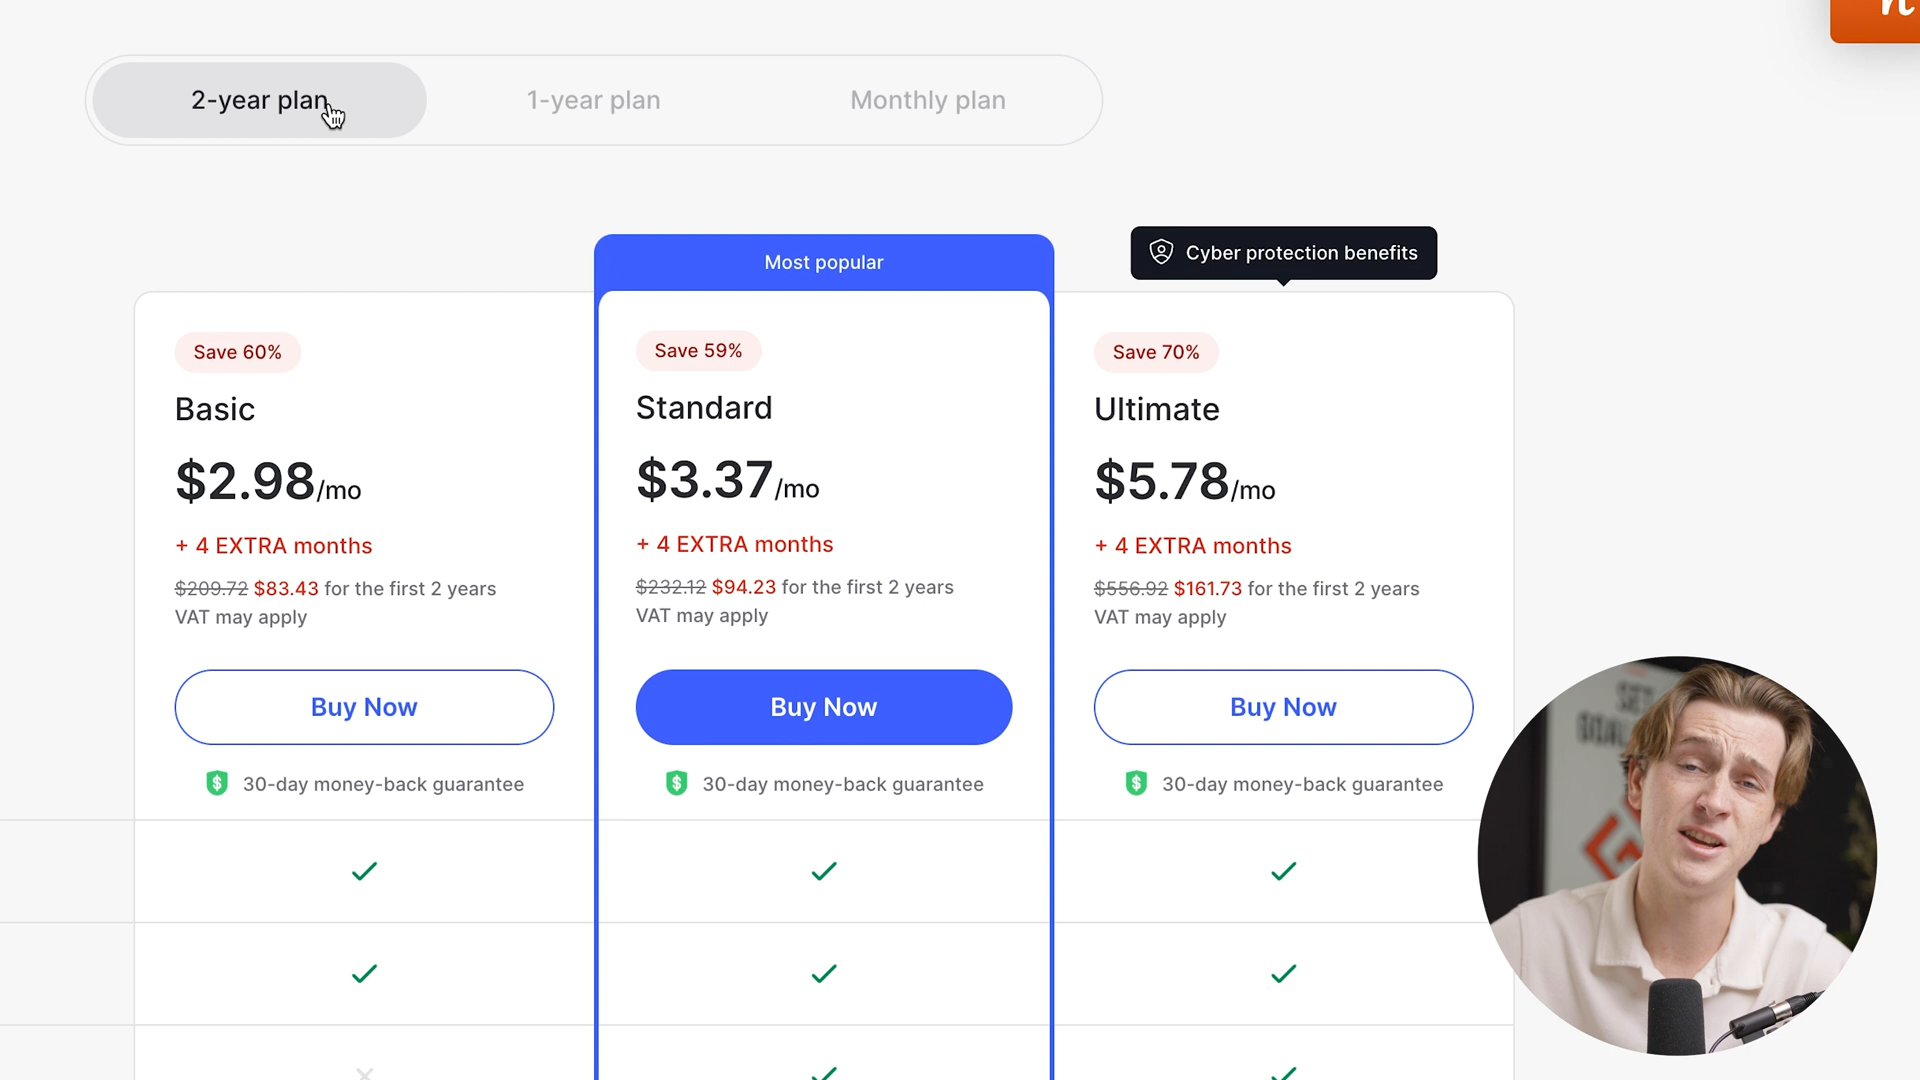 2-year plan
1-year plan
Monthly plan
Most popular
Cyber protection benefits
Save 60%
Basic
$2.98/mo
+ 4 EXTRA months
$209.72 $83.43 for the first 2 years
VAT may apply
Buy Now
30-day money-back guarantee
Save 59%
Standard
$3.37/mo
+ 4 EXTRA months
$232.12 $94.23 for the first 2 years
VAT may apply
Buy Now
30-day money-back guarantee
Save 70%
Ultimate
$5.78/mo
+ 4 EXTRA months
$556.92 $161.73 for the first 2 years
VAT may apply
Buy Now
30-day money-back guarantee